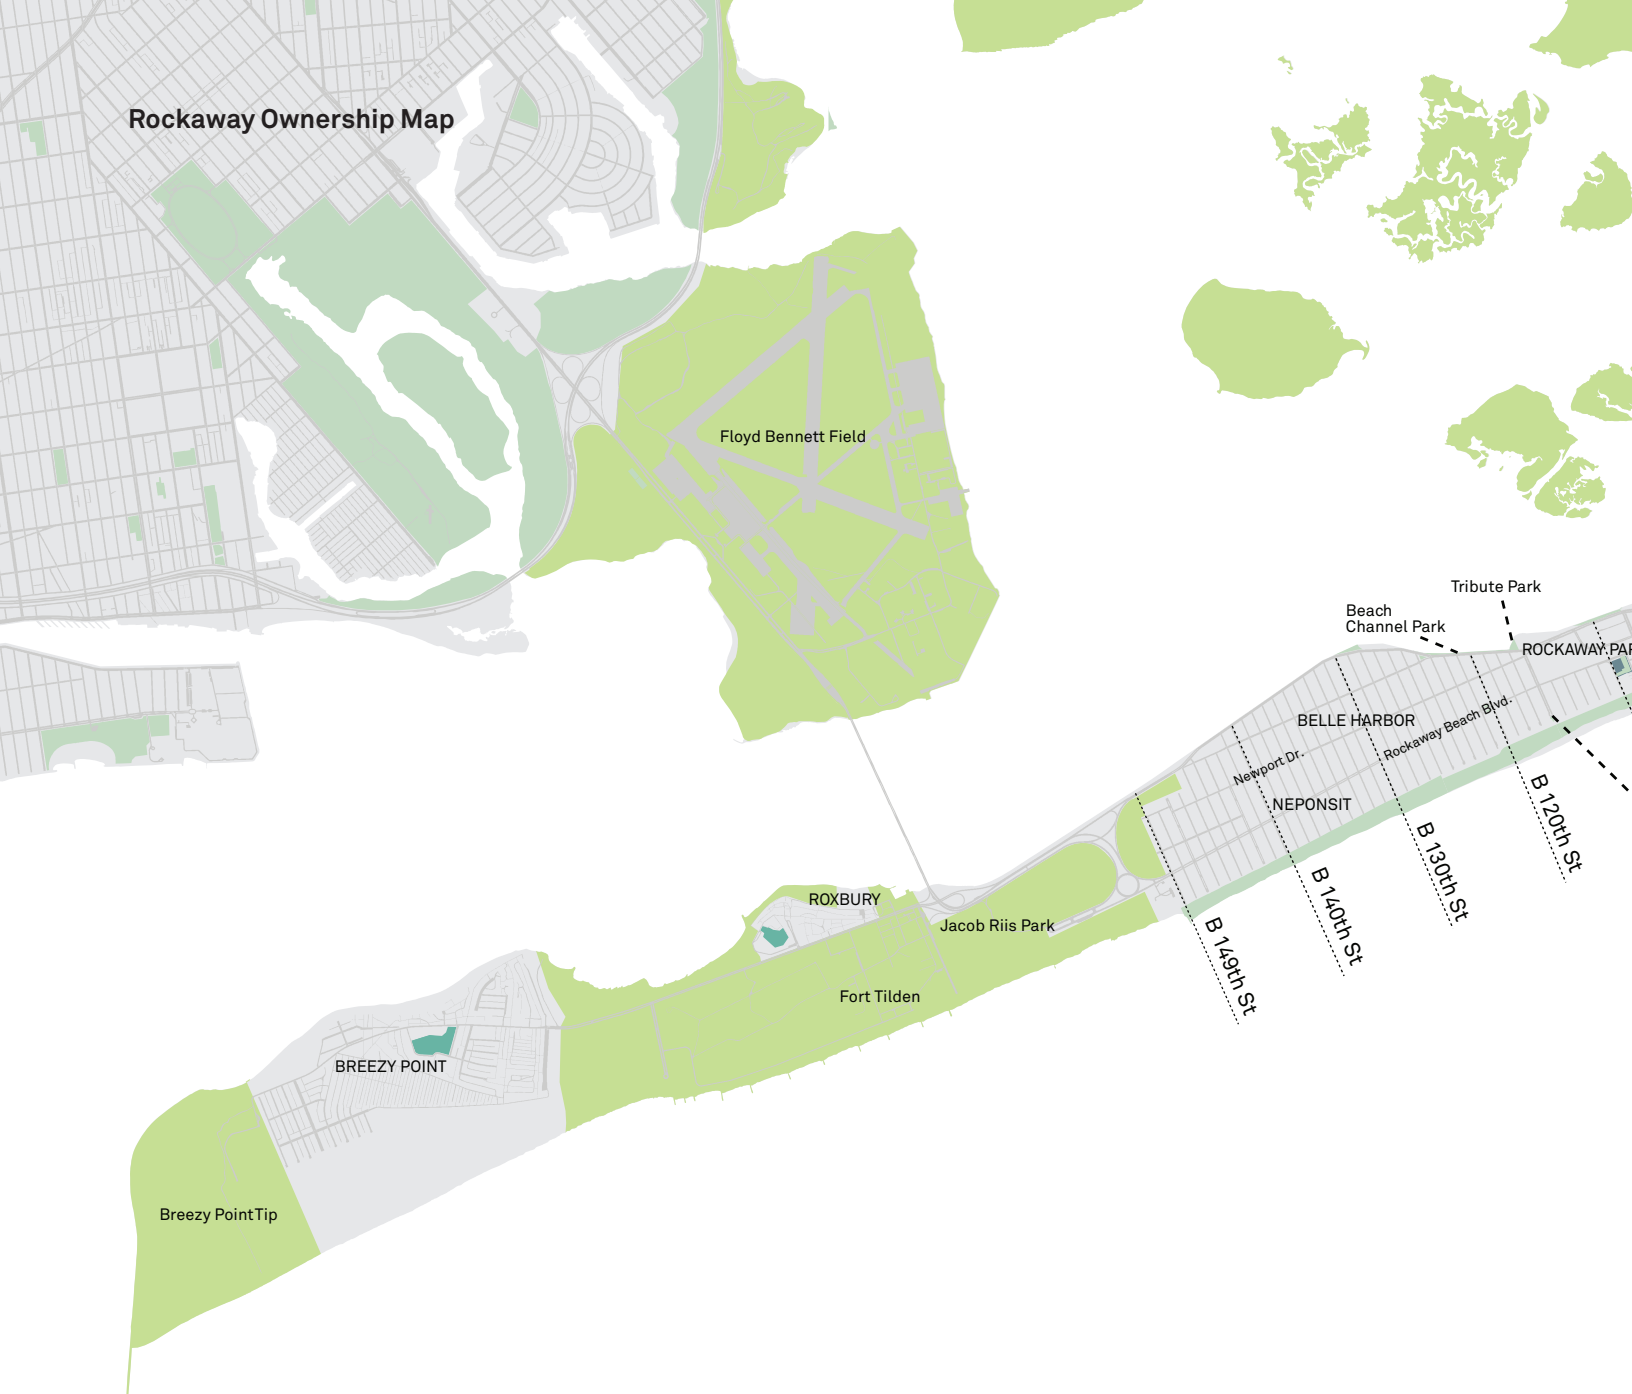 Rockaway Ownership Map
Floyd Bennett Field
Tribute Park
Beach
Channel Park
ROCKAWAY PAR
BELLE HARBOR
Rockaway Beach Blvd.
Newport Dr.
NEPONSIT
B 120th St
B 130th St
B 140th St
B 149th St
ROXBURY
Jacob Riis Park
Fort Tilden
BREEZY POINT
Breezy Point Tip